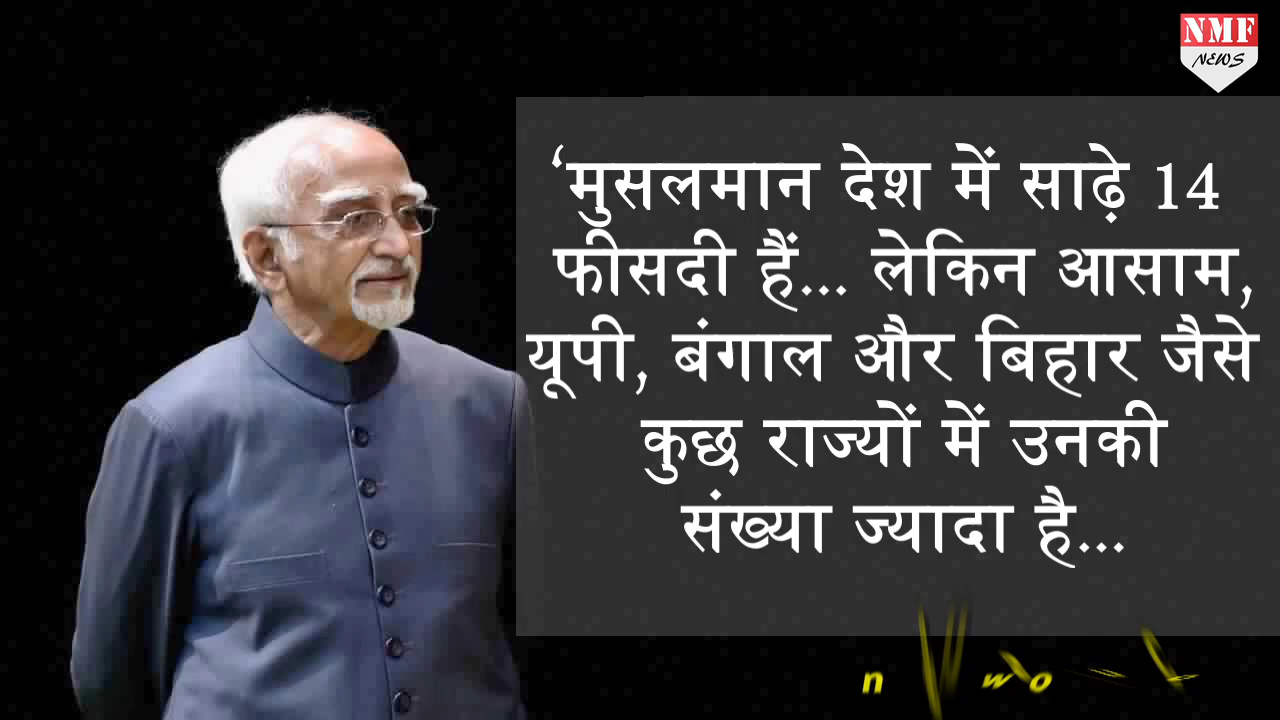 NMF
NEWS
‘मुसलमान देश में साढ़े 14
फीसदी हैं... लेकिन आसाम,
यूपी, बंगाल और बिहार जैसे
कुछ राज्यों में उनकी
संख्या ज्यादा है...
n w o